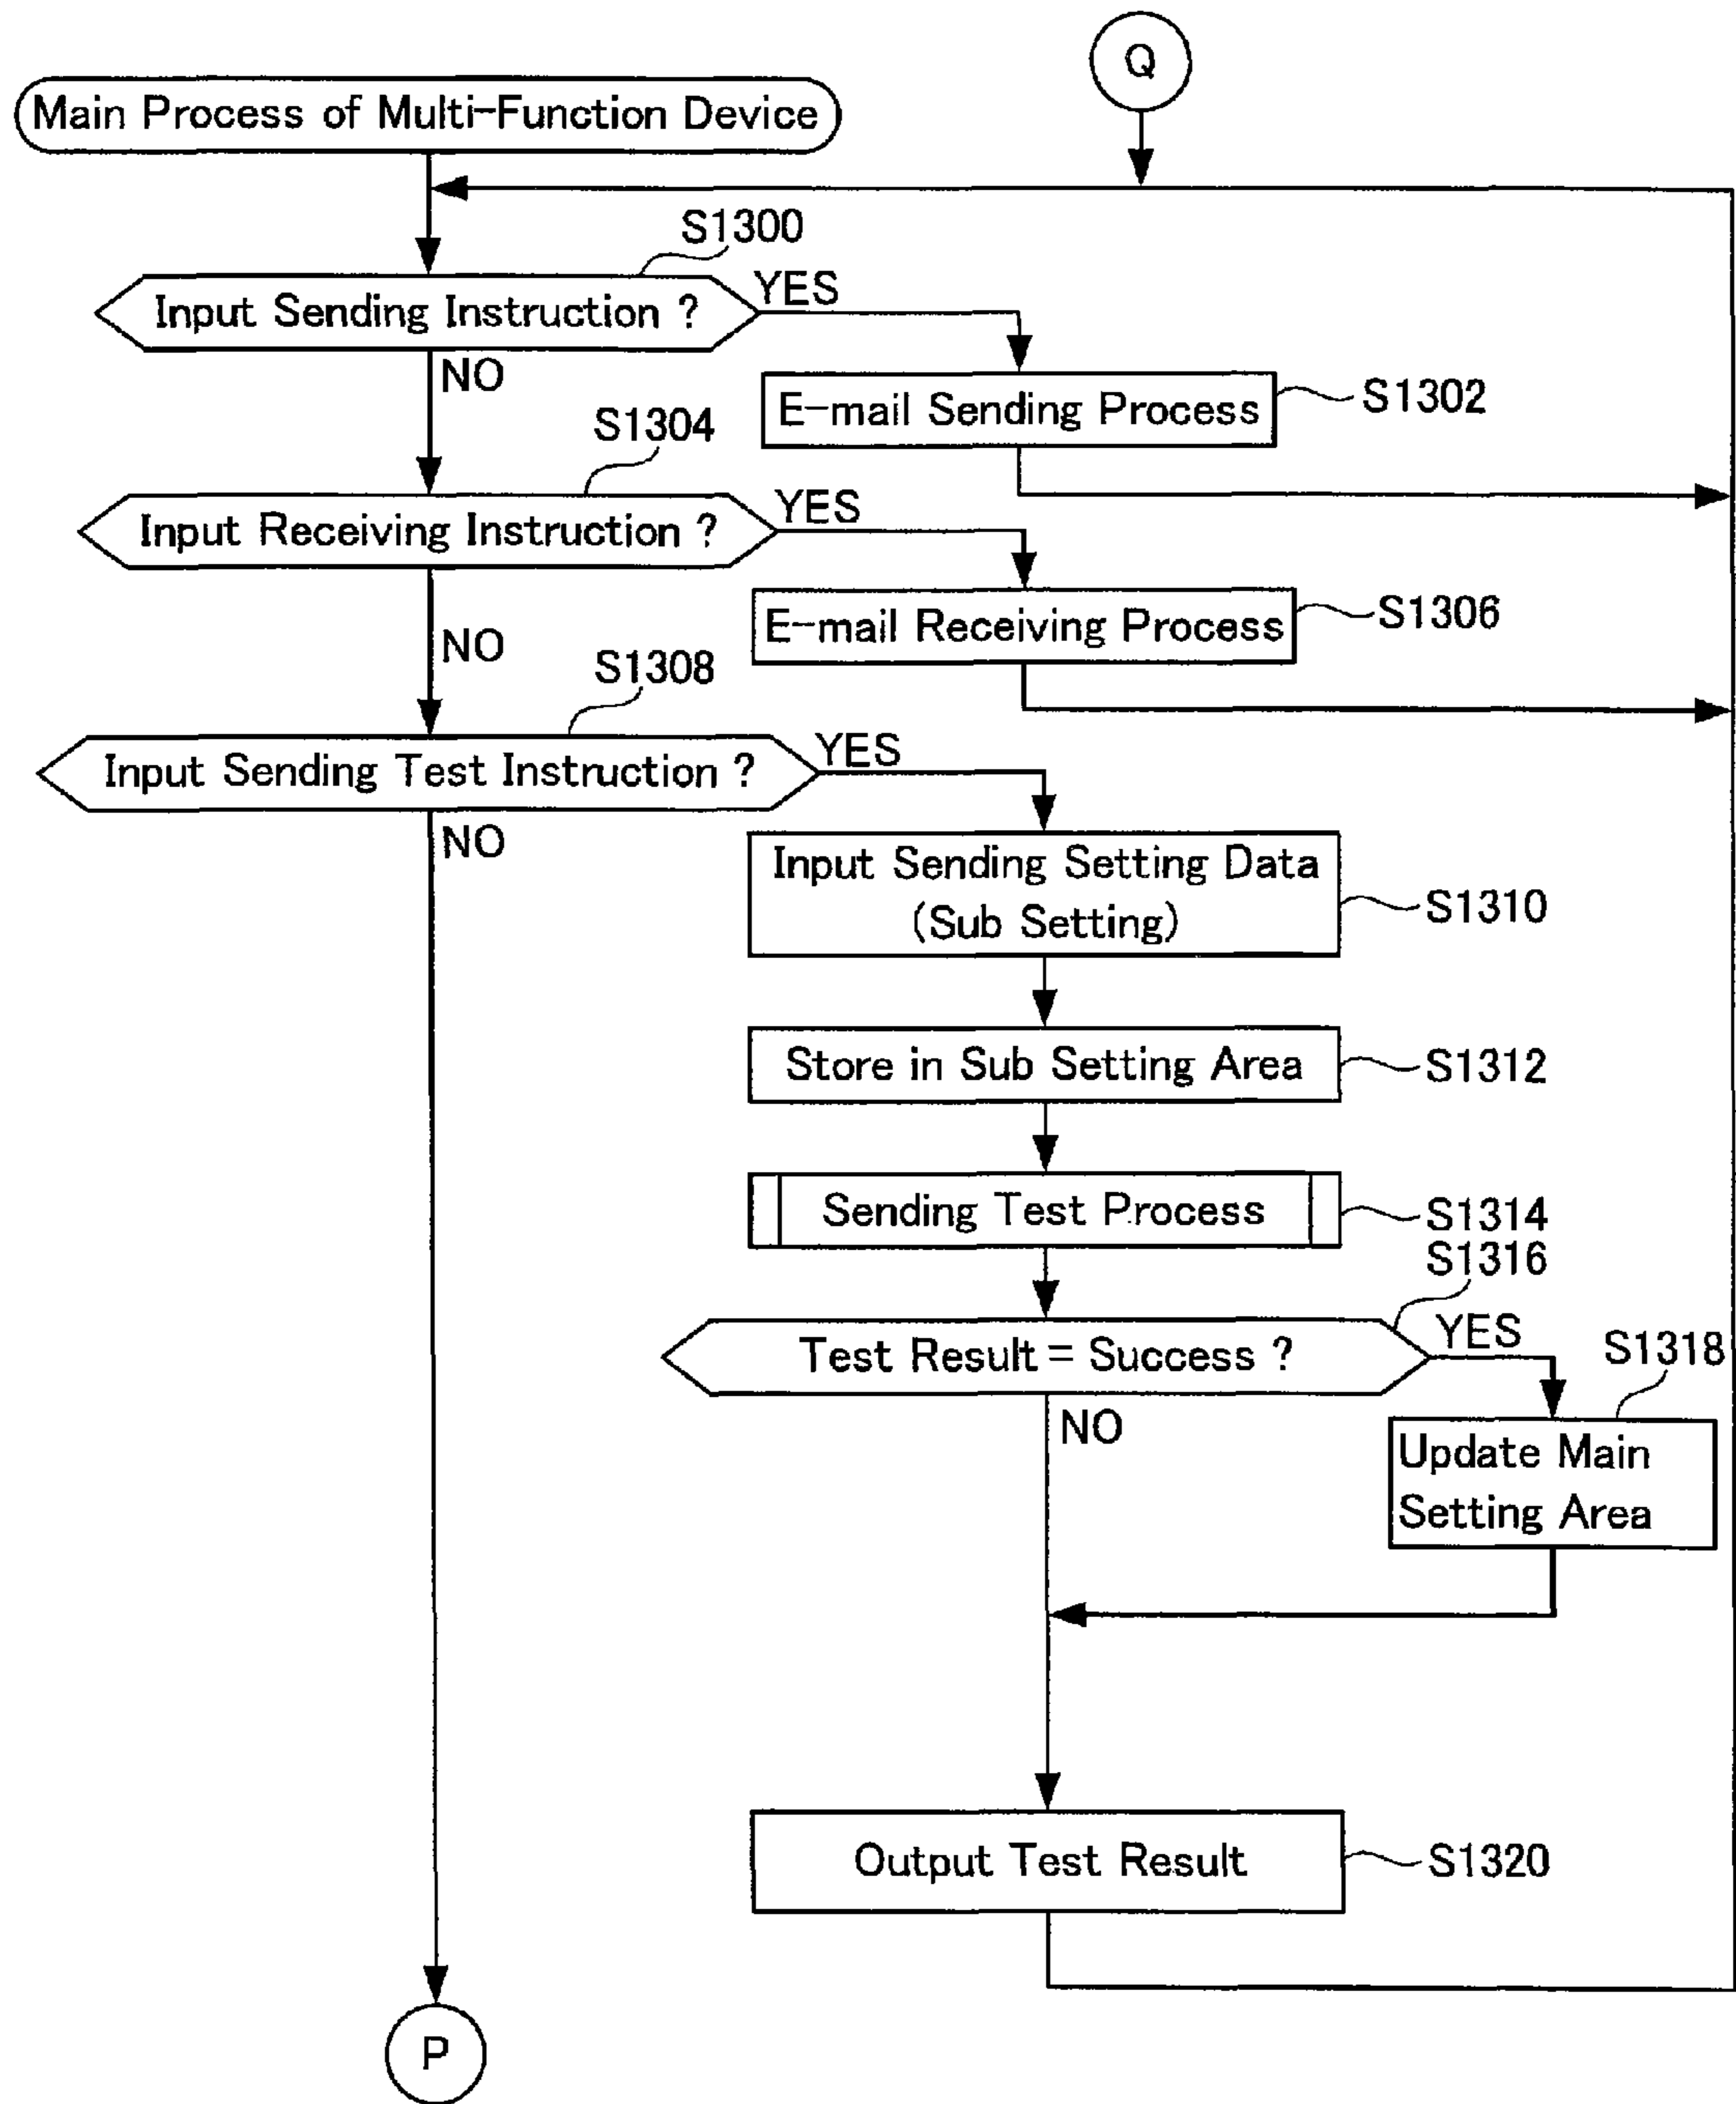 Q
Main Process of Multi-Function Device
S1300
Input Sending Instruction ?
YES
NO
E-mail Sending Process
S1302
S1304
Input Receiving Instruction ?
YES
NO
E-mail Receiving Process
S1306
S1308
Input Sending Test Instruction ?
YES
NO
Input Sending Setting Data
(Sub Setting)
S1310
Store in Sub Setting Area
S1312
Sending Test Process
S1314
S1316
Test Result = Success ?
YES
NO
S1318
Update Main
Setting Area
Output Test Result
S1320
P